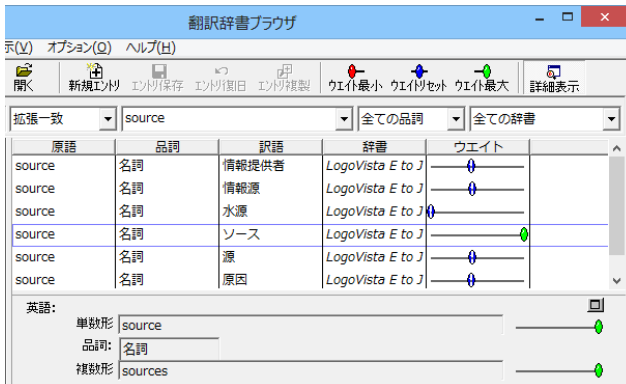 翻訳辞書ブラウザ
示(V) オプション(O) ヘルプ(H)
開く 新規エントリ エントリ保存 エントリ復旧 エントリ複製 ウエイト最小 ウエイトリセット ウエイト最大 詳細表示
拡張一致 source 全ての品詞 全ての辞書
原語 品詞 訳語 辞書 ウエイト
source 名詞 情報提供者 LogoVista E to J
source 名詞 情報源 LogoVista E to J
source 名詞 水源 LogoVista E to J
source 名詞 ソース LogoVista E to J
source 名詞 源 LogoVista E to J
source 名詞 原因 LogoVista E to J
英語:
単数形 source
品詞: 名詞
複数形 sources